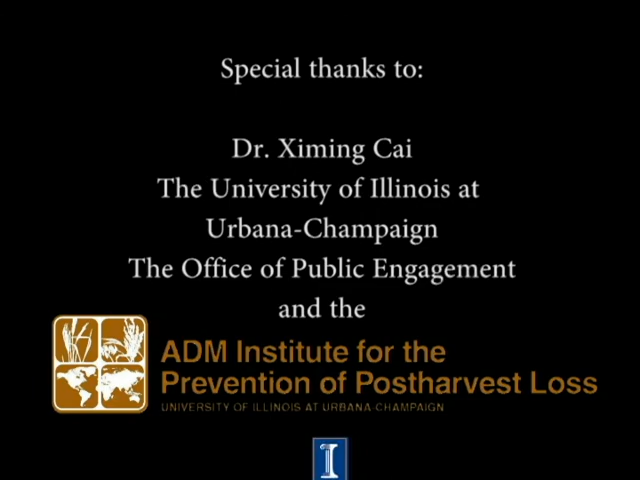 Special thanks to:
Dr. Ximing Cai
The University of Illinois at
Urbana-Champaign
The Office of Public Engagement
and the
ADM Institute for the
Prevention of Postharvest Loss
UNIVERSITY OF ILLINOIS AT URBANA-CHAMPAIGN
I